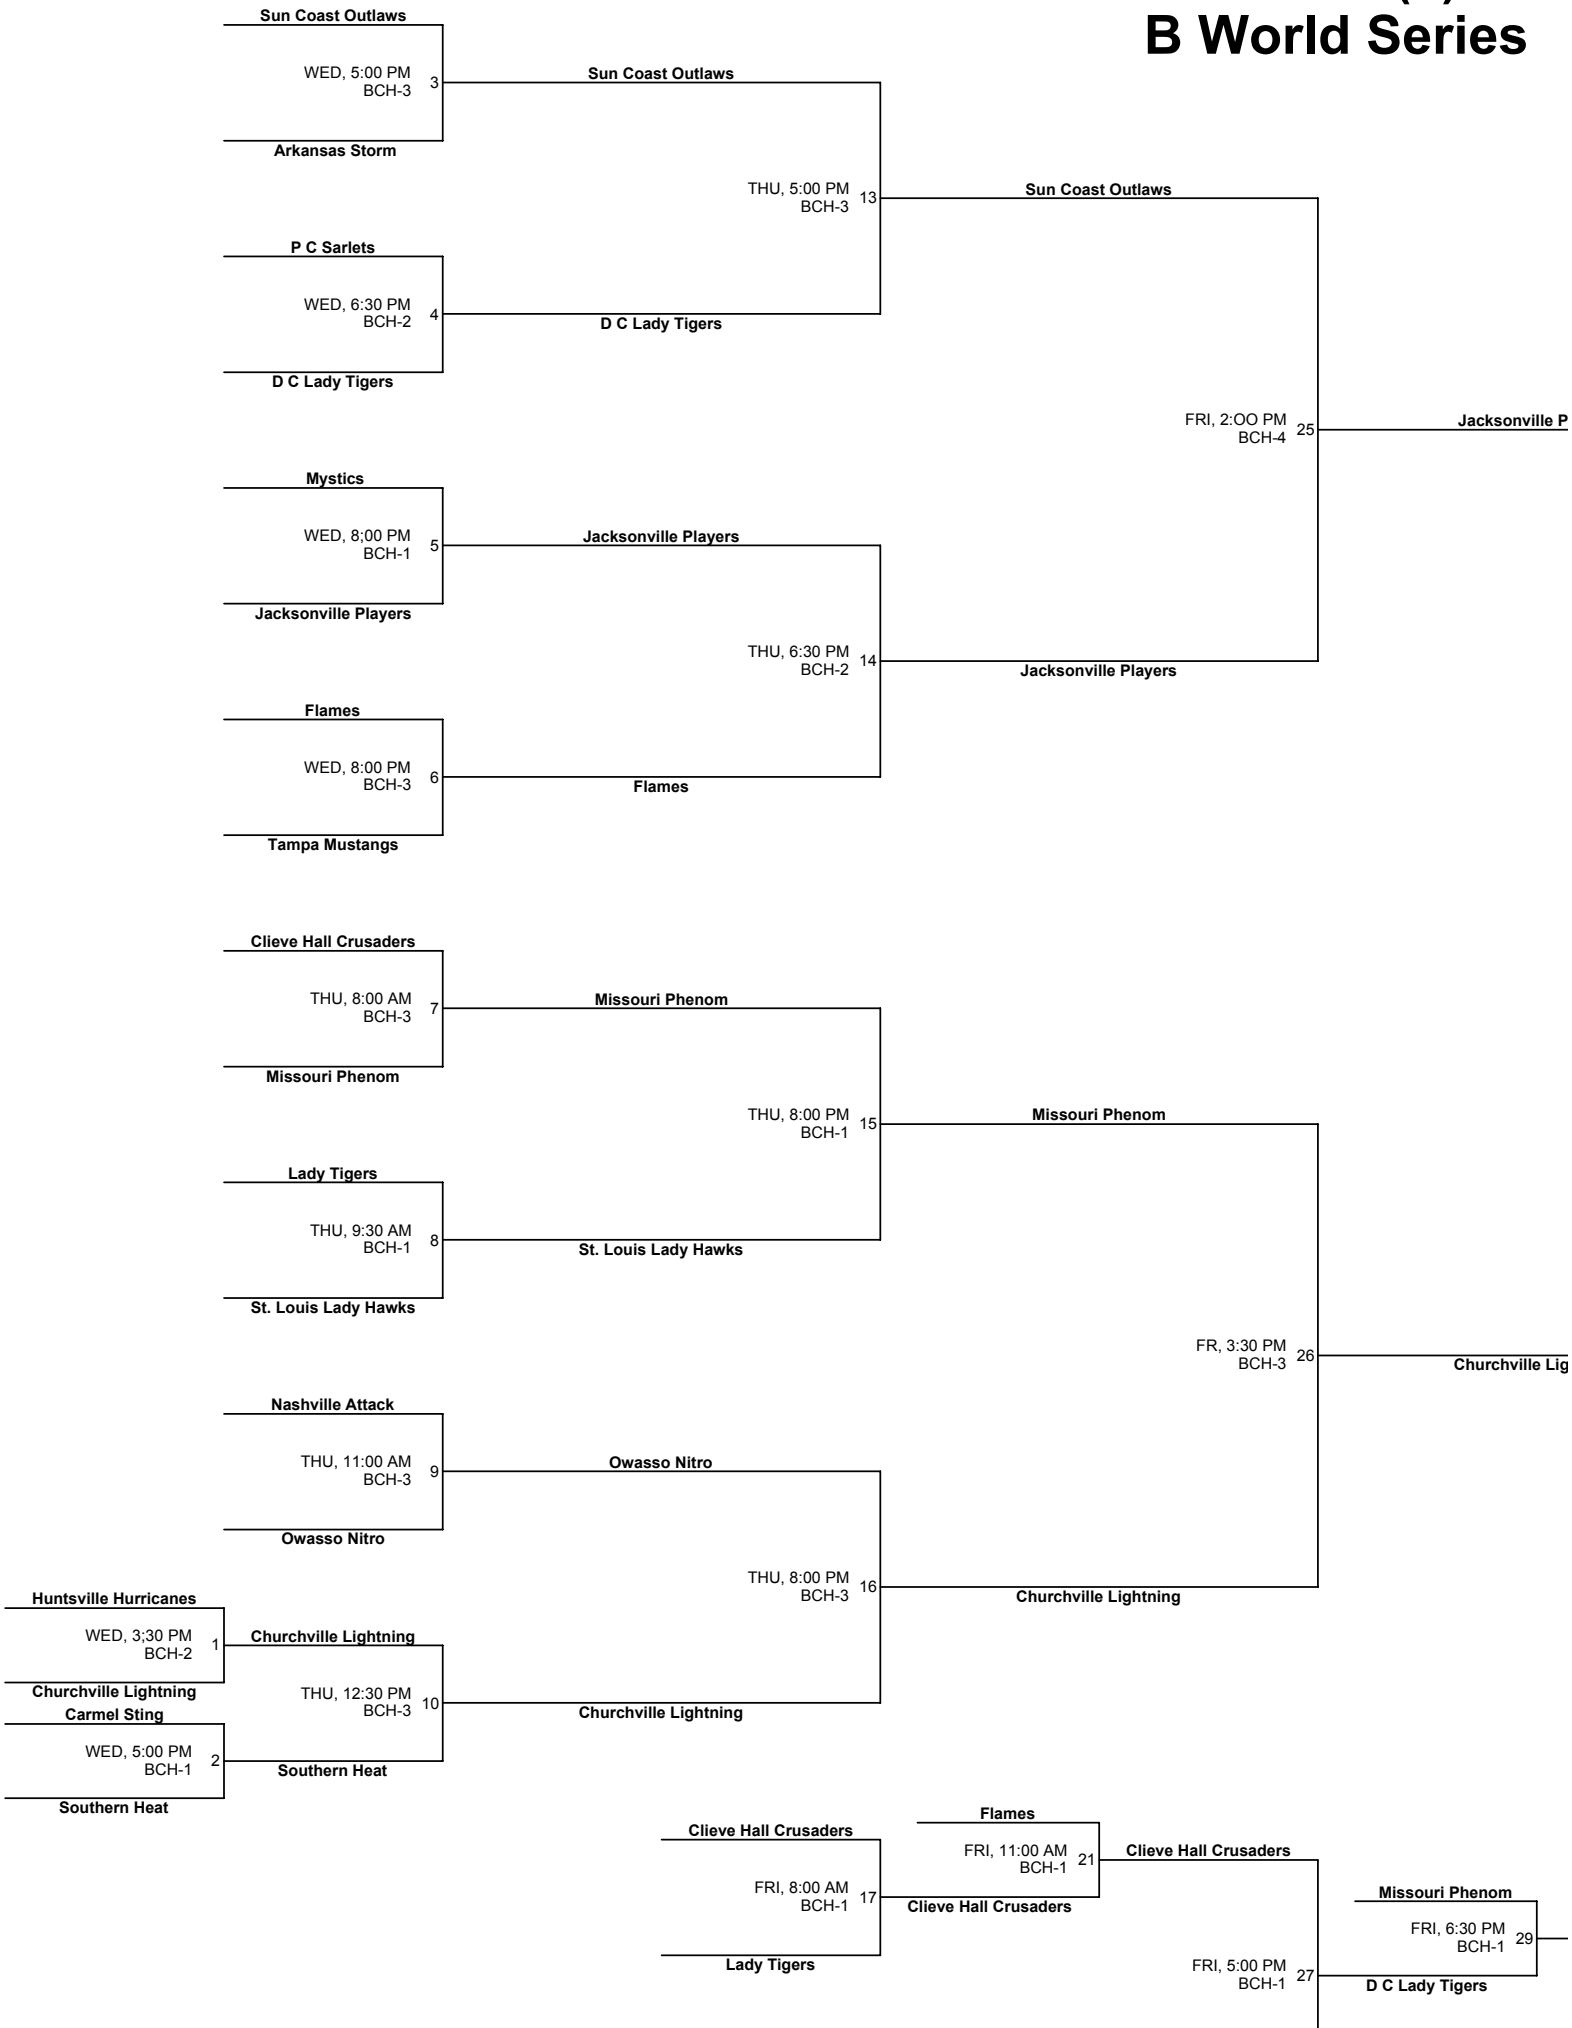 B World Series
Sun Coast Outlaws
WED, 5:00 PM
BCH-3
3
Arkansas Storm
Sun Coast Outlaws
P C Sarlets
WED, 6:30 PM
BCH-2
4
D C Lady Tigers
D C Lady Tigers
THU, 5:00 PM
BCH-3
13
Sun Coast Outlaws
Mystics
WED, 8;00 PM
BCH-1
5
Jacksonville Players
Jacksonville Players
Flames
WED, 8:00 PM
BCH-3
6
Tampa Mustangs
Flames
THU, 6:30 PM
BCH-2
14
Jacksonville Players
FRI, 2:OO PM
BCH-4
25
Jacksonville P
Clieve Hall Crusaders
THU, 8:00 AM
BCH-3
7
Missouri Phenom
Missouri Phenom
Lady Tigers
THU, 9:30 AM
BCH-1
8
St. Louis Lady Hawks
St. Louis Lady Hawks
THU, 8:00 PM
BCH-1
15
Missouri Phenom
Nashville Attack
THU, 11:00 AM
BCH-3
9
Owasso Nitro
Owasso Nitro
Huntsville Hurricanes
WED, 3;30 PM
BCH-2
1
Churchville Lightning
Churchville Lightning
Carmel Sting
WED, 5:00 PM
BCH-1
2
Southern Heat
Southern Heat
THU, 12:30 PM
BCH-3
10
Churchville Lightning
THU, 8:00 PM
BCH-3
16
Churchville Lightning
FR, 3:30 PM
BCH-3
26
Churchville Lig
Clieve Hall Crusaders
FRI, 8:00 AM
BCH-1
17
Lady Tigers
Flames
FRI, 11:00 AM
BCH-1
21
Clieve Hall Crusaders
Clieve Hall Crusaders
FRI, 5:00 PM
BCH-1
27
Missouri Phenom
FRI, 6:30 PM
BCH-1
29
D C Lady Tigers